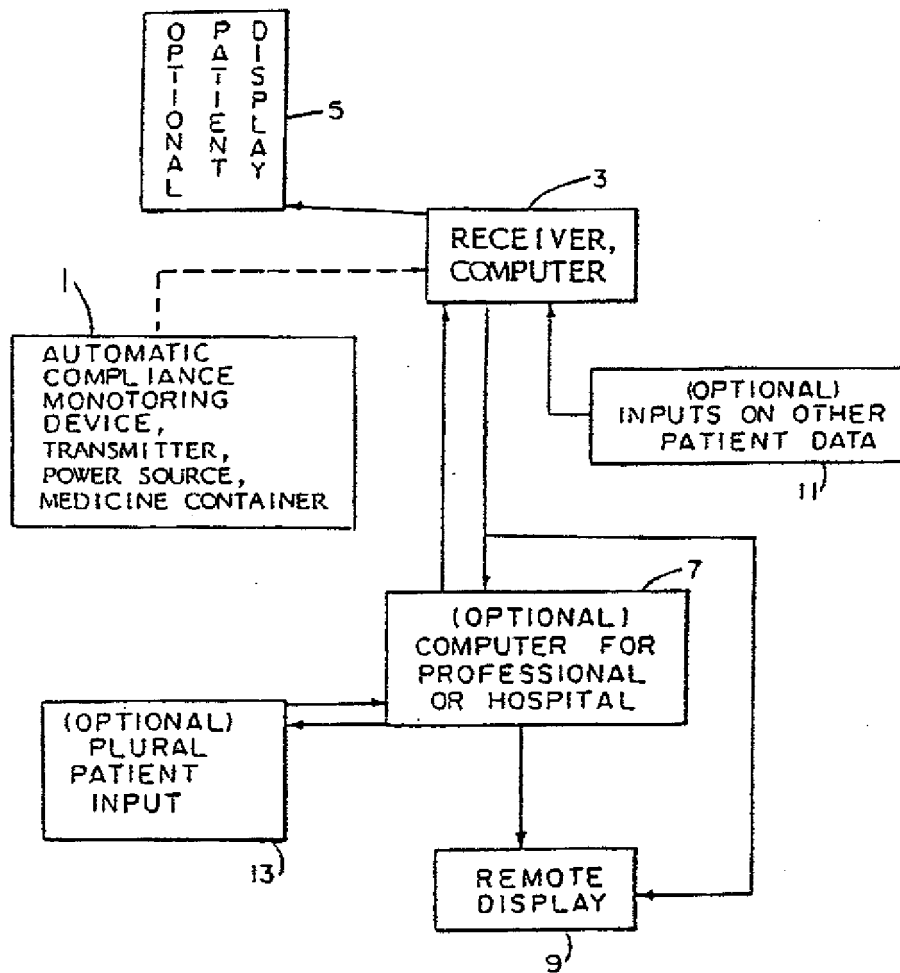 OPTIONAL
PATIENT
DISPLAY
5
3
RECEIVER,
COMPUTER
1
AUTOMATIC
COMPLIANCE
MONOTORING
DEVICE,
TRANSMITTER,
POWER SOURCE,
MEDICINE CONTAINER
(OPTIONAL)
INPUTS ON OTHER
PATIENT DATA
11
7
(OPTIONAL)
COMPUTER FOR
PROFESSIONAL
OR HOSPITAL
(OPTIONAL)
PLURAL
PATIENT
INPUT
13
REMOTE
DISPLAY
9